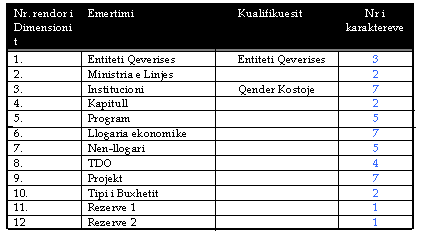 Nr. rendor i Dimensionit Emertimi Kualifikuesit Nr i karaktereve
1. Entiteti Qeverises Entiteti Qeverises 3
2. Ministria e Linjes 2
3. Institucioni Qender Kostoje 7
4. Kapitull 2
5. Program 5
6. Llogaria ekonomike 7
7. Nen-llogari 5
8. TDO 4
9. Projekt 7
10. Tipi i Buxhetit 2
11. Rezerve 1 1
12 Rezerve 2 1